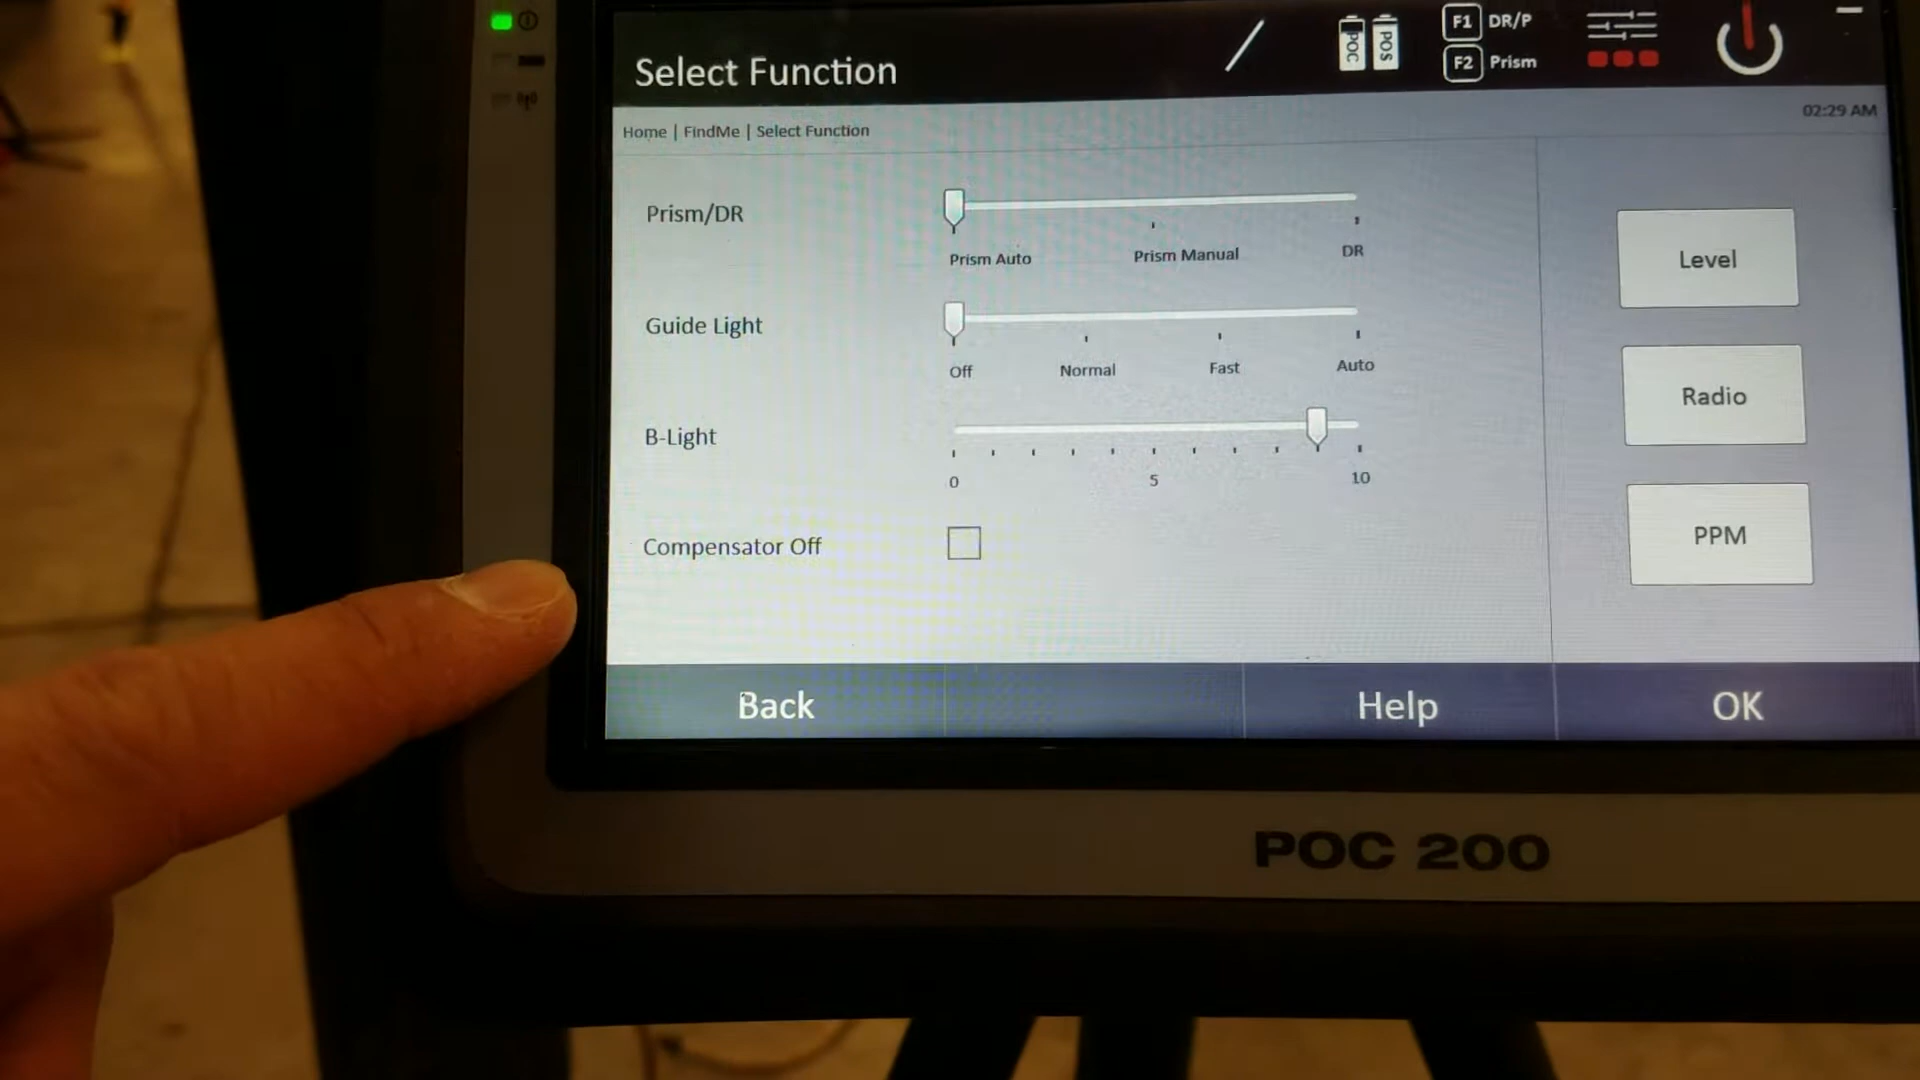 Select Function
POC
POS
F1 DR/P
F2 Prism
02:29 AM
Home | FindMe | Select Function
Prism/DR
Prism Auto
Prism Manual
DR
Guide Light
Off
Normal
Fast
Auto
B-Light
0
5
10
Compensator Off
Level
Radio
PPM
Back
Help
OK
POC 200